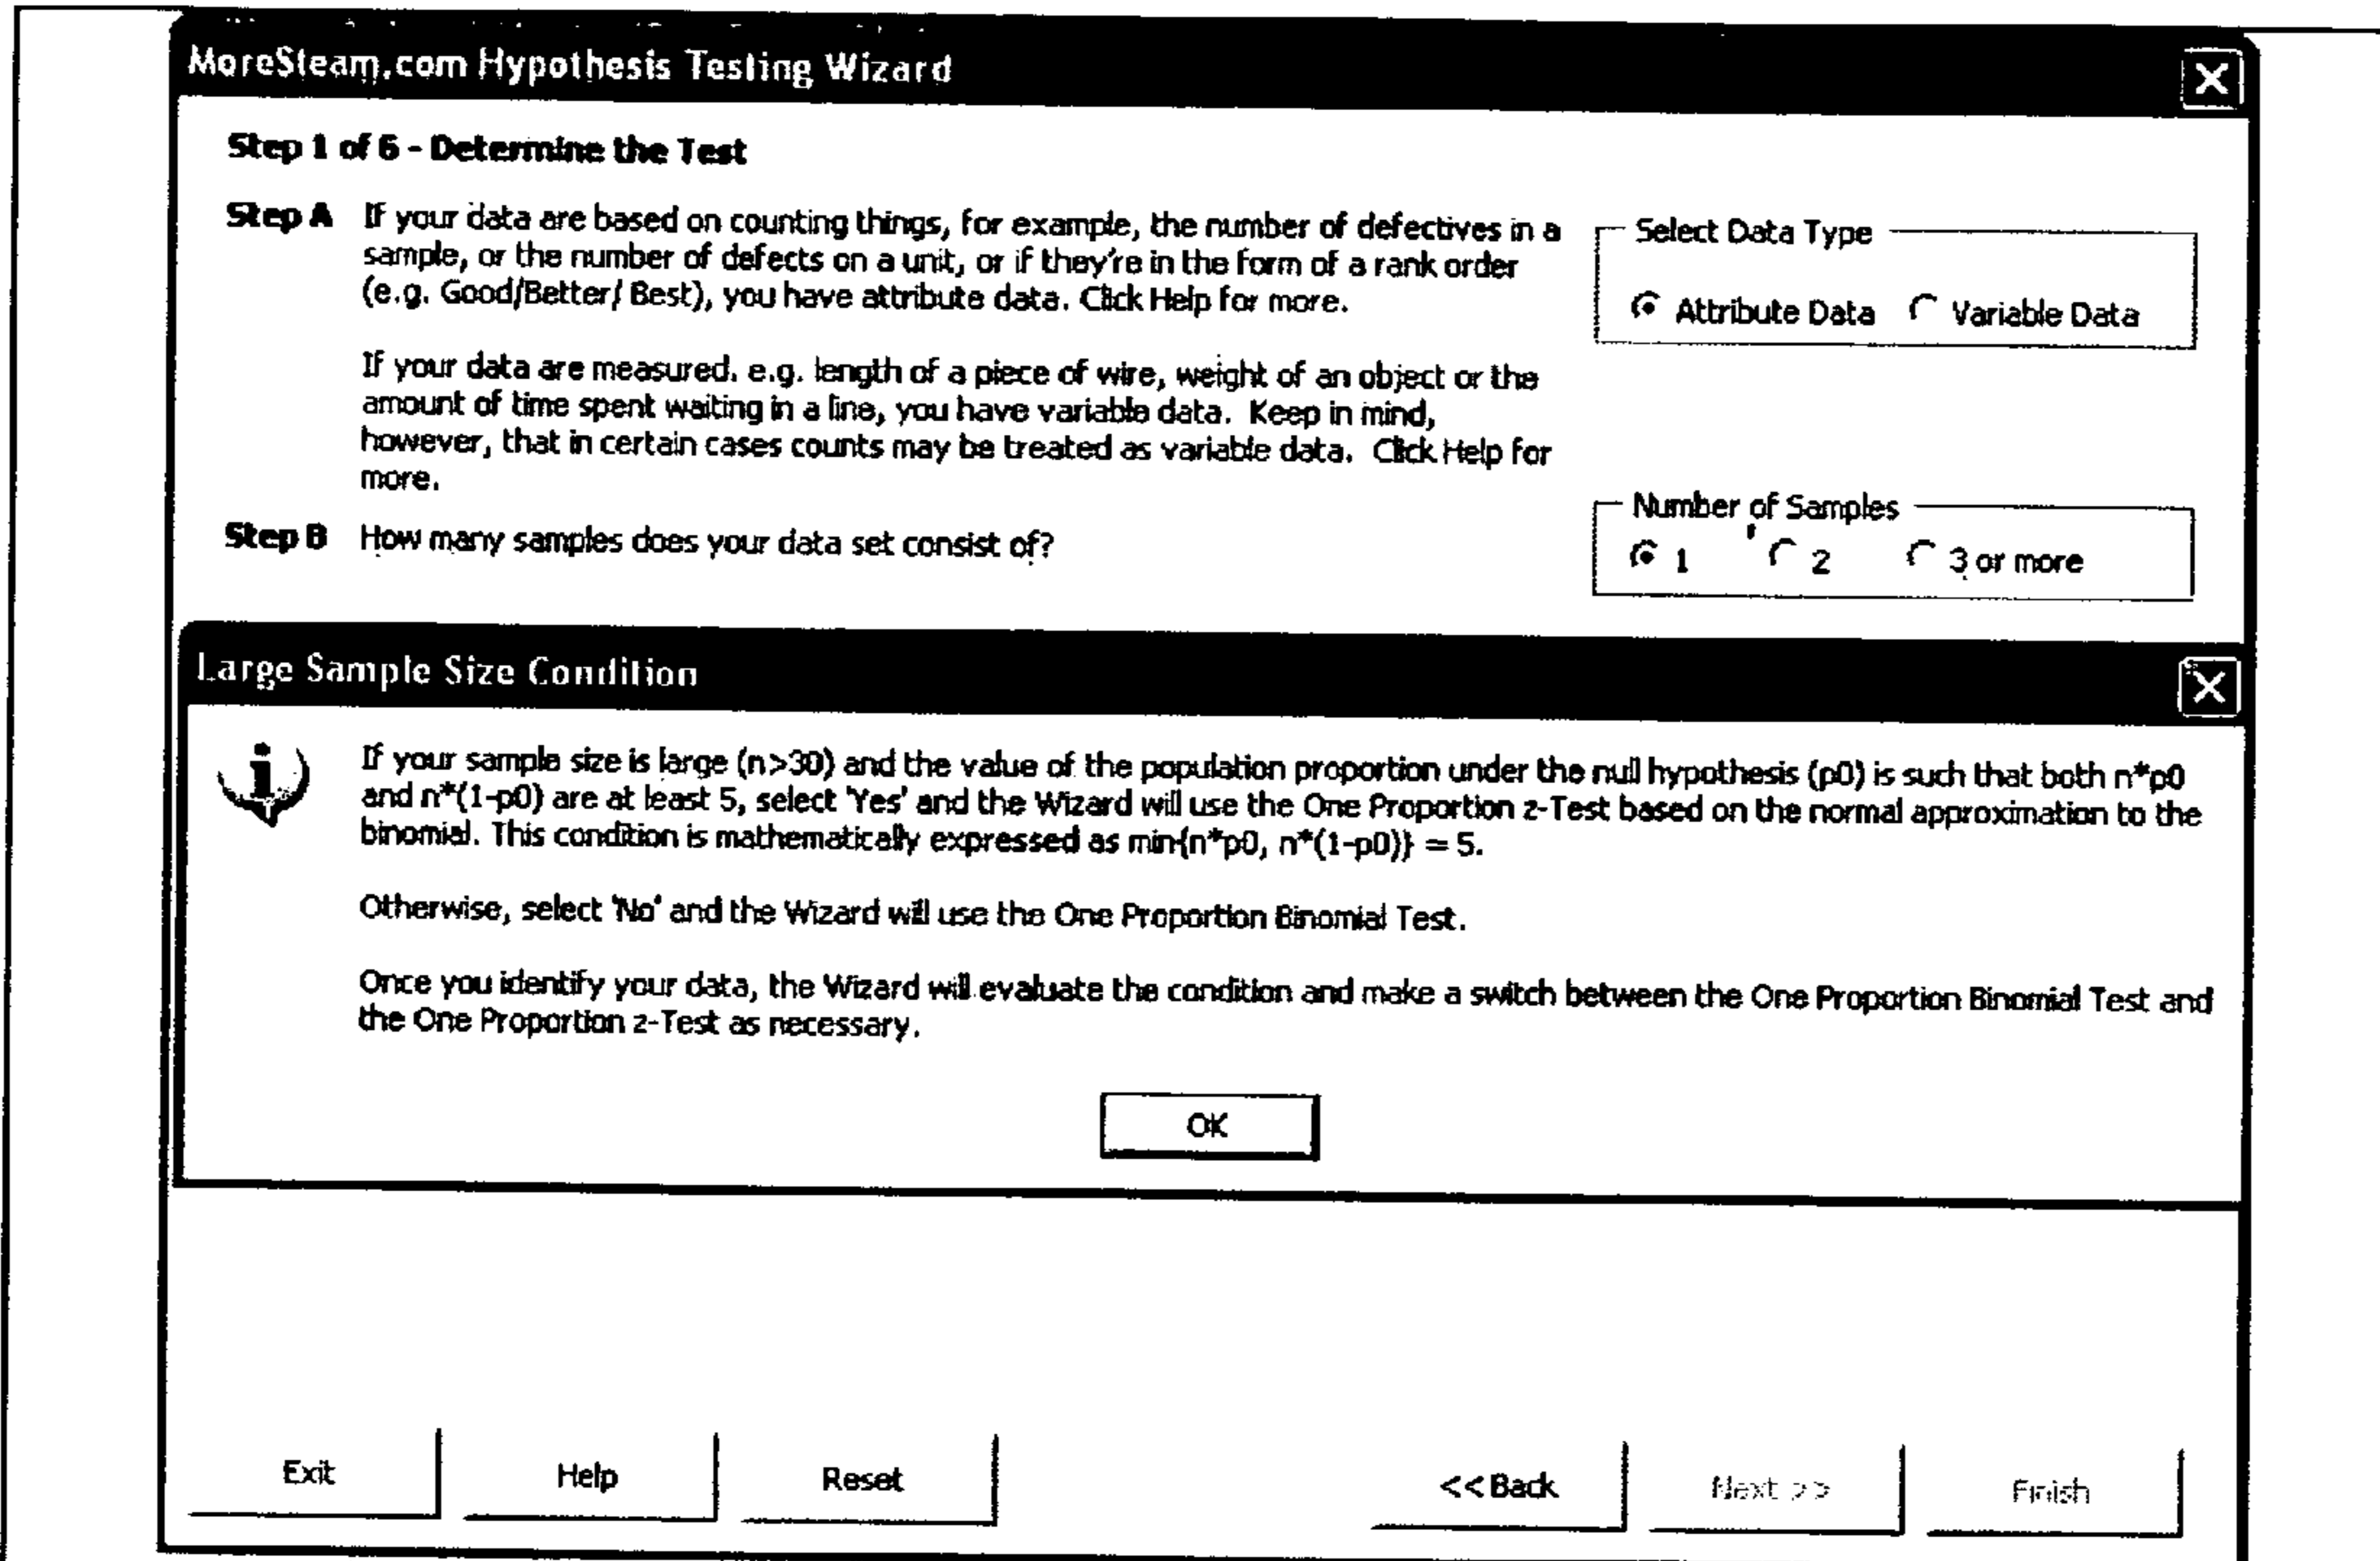 MoreSteam.com Hypothesis Testing Wizard
Step 1 of 6 - Determine the Test
Step A If your data are based on counting things, for example, the number of defectives in a
sample, or the number of defects on a unit, or if they're in the form of a rank order
(e.g. Good/Better/ Best), you have attribute data. Click Help for more.
Select Data Type
Attribute Data Variable Data
If your data are measured. e.g. length of a piece of wire, weight of an object or the
amount of time spent waiting in a line, you have variable data. Keep in mind,
however, that in certain cases counts may be treated as variable data. Click Help for
more.
Step B How many samples does your data set consist of?
Number of Samples
1 2 3 or more
Large Sample Size Condition
If your sample size is large (n>30) and the value of the population proportion under the null hypothesis (p0) is such that both n*p0
and n*(1-p0) are at least 5, select 'Yes' and the Wizard will use the One Proportion z-Test based on the normal approximation to the
binomial. This condition is mathematically expressed as min{n*p0, n*(1-p0)} = 5.
Otherwise, select 'No' and the Wizard will use the One Proportion Binomial Test.
Once you identify your data, the Wizard will evaluate the condition and make a switch between the One Proportion Binomial Test and
the One Proportion z-Test as necessary.
OK
Exit Help Reset <<Back Next >> Finish